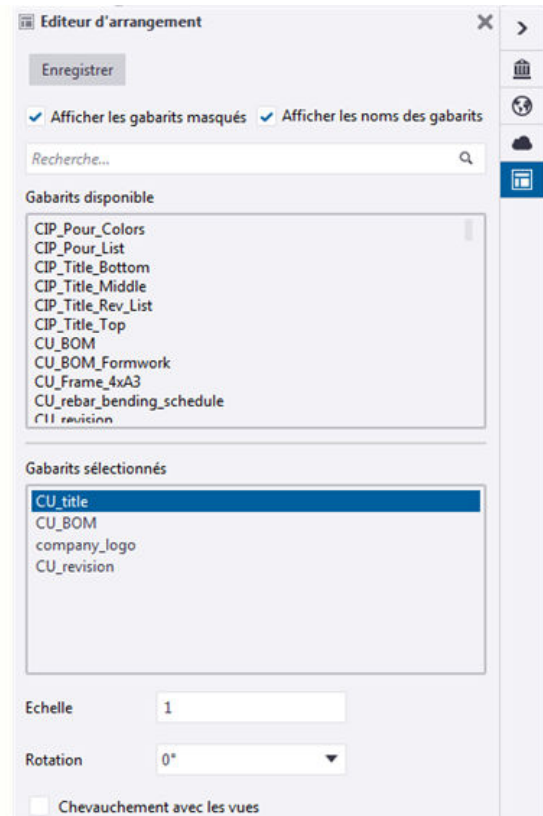 Editeur d'arrangement
Enregistrer
Afficher les gabarits masqués Afficher les noms des gabarits
Recherche...
Gabarits disponible
CIP_Pour_Colors
CIP_Pour_List
CIP_Title_Bottom
CIP_Title_Middle
CIP_Title_Rev_List
CIP_Title_Top
CU_BOM
CU_BOM_Formwork
CU_Frame_4xA3
CU_rebar_bending_schedule
CU_revision
Gabarits sélectionnés
CU_title
CU_BOM
company_logo
CU_revision
Echelle 1
Rotation 0°
Chevauchement avec les vues